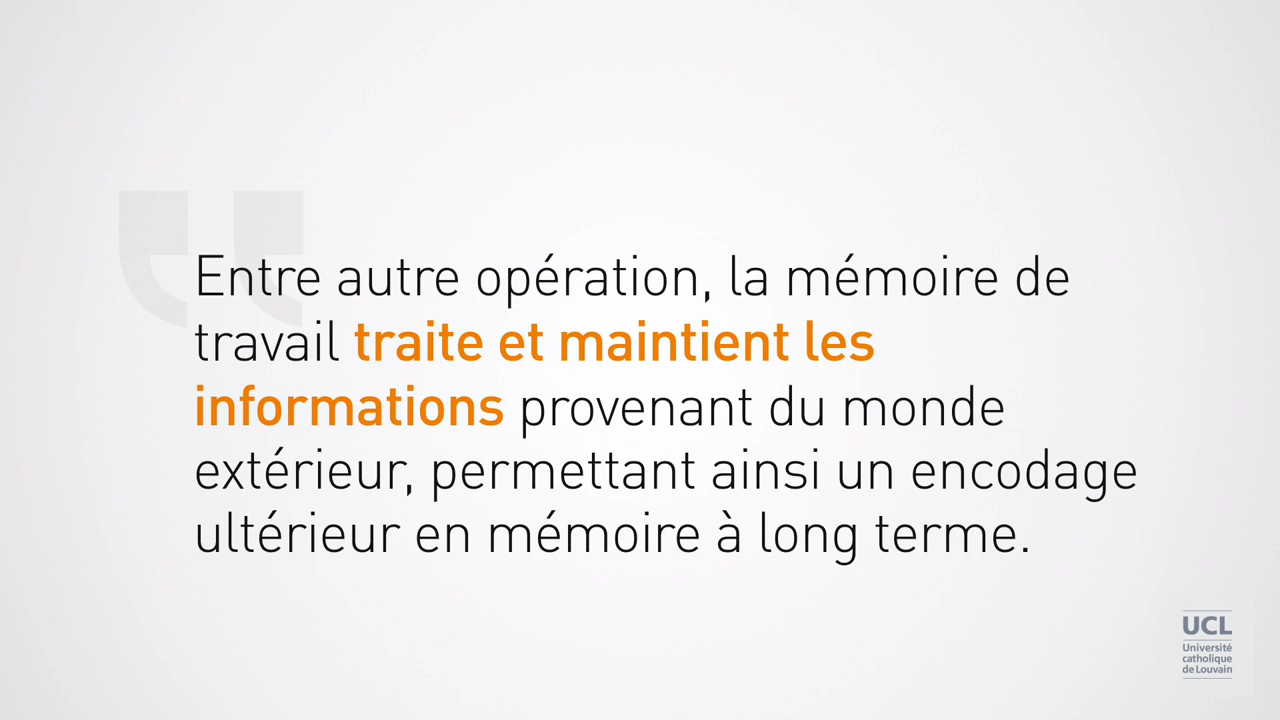 Entre autre opération, la mémoire de
travail traite et maintient les
informations provenant du monde
extérieur, permettant ainsi un encodage
ultérieur en mémoire à long terme.
UCL
Université
catholique
de Louvain